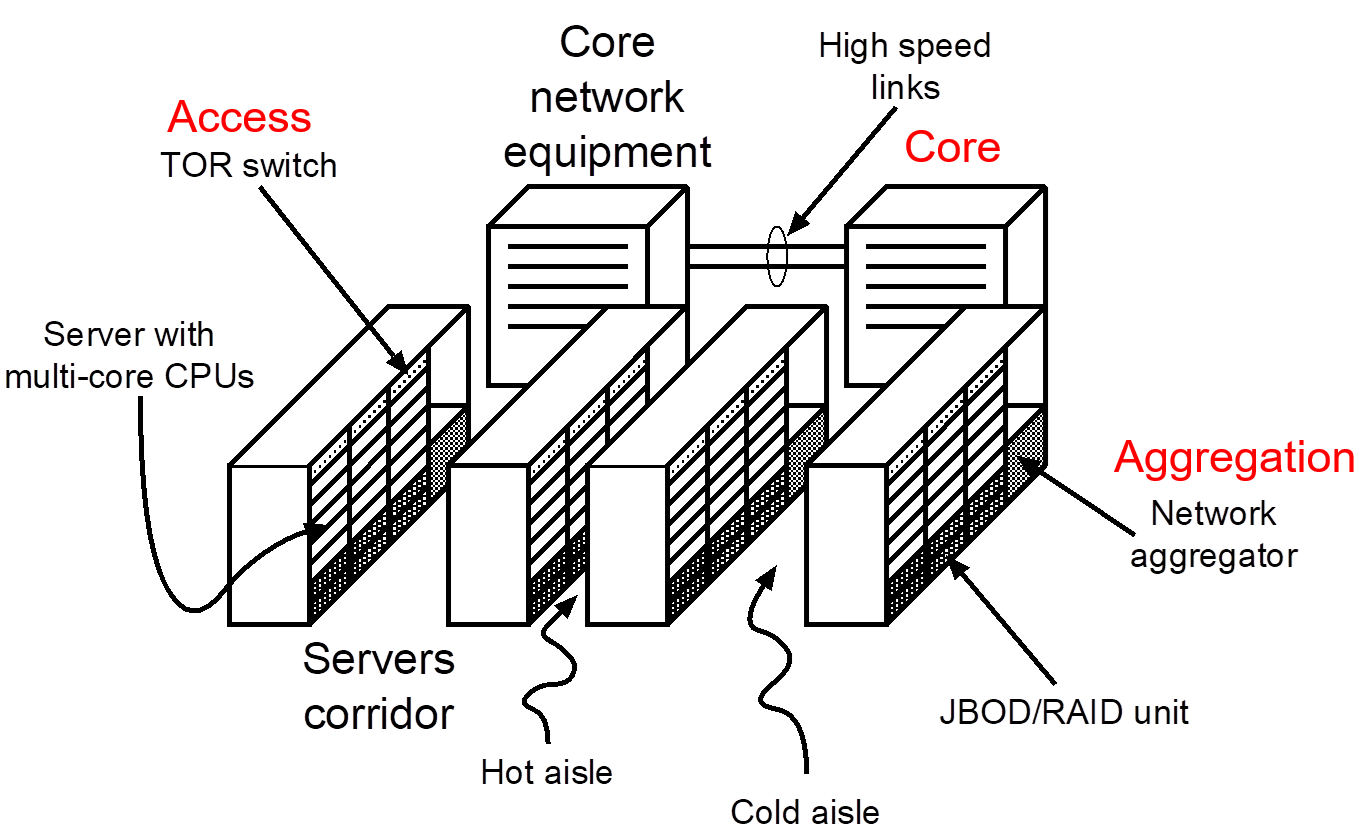 Core
network
equipment
High speed
links
Access
TOR switch
Core
Server with
multi-core CPUs
Aggregation
Network
aggregator
Servers
corridor
JBOD/RAID unit
Hot aisle
Cold aisle